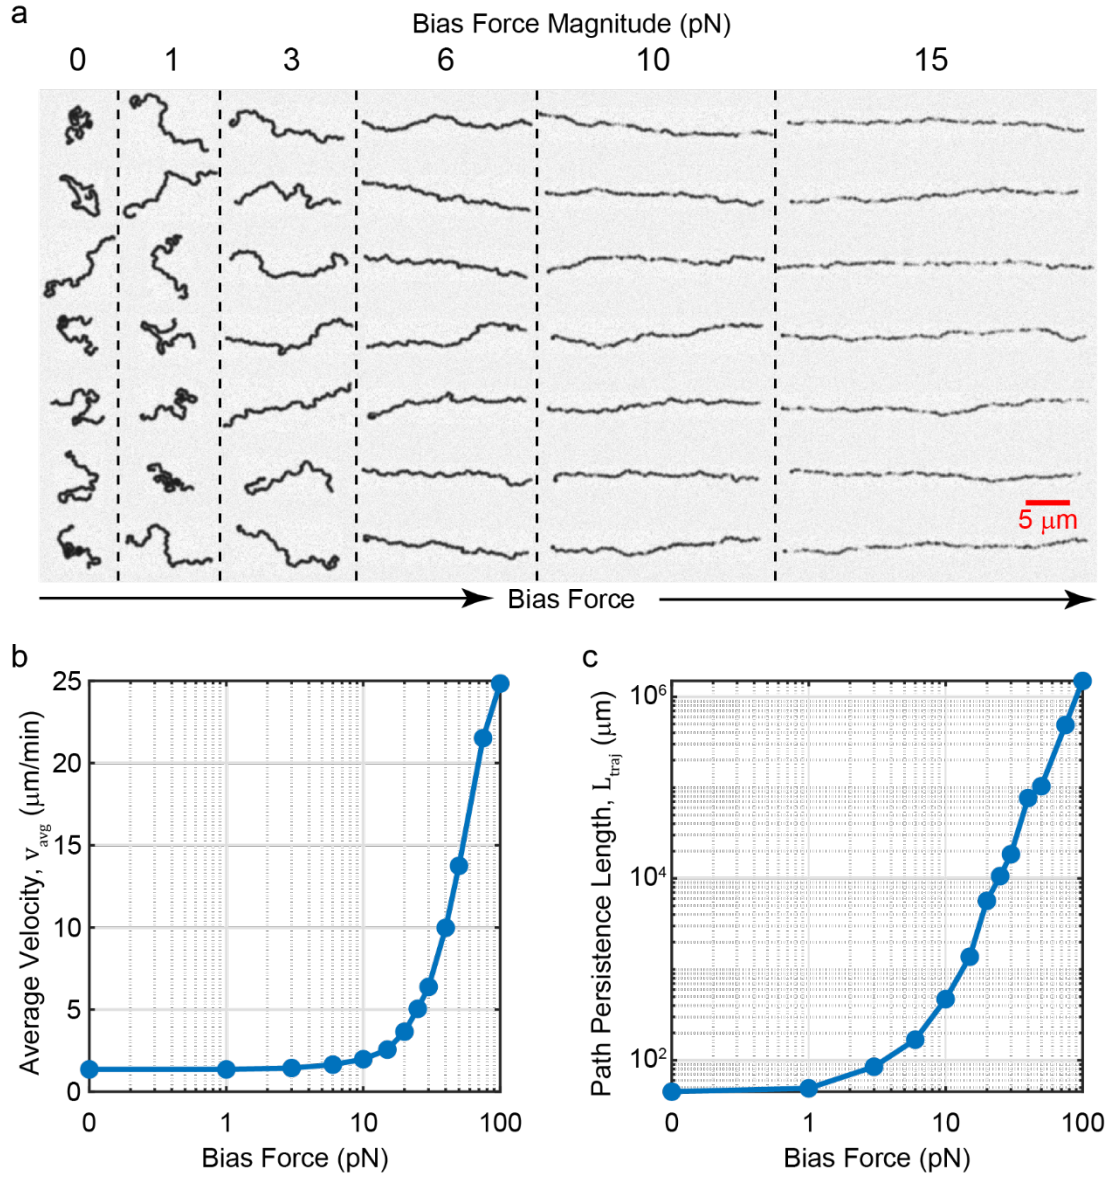 a
Bias Force Magnitude (pN)
0 1 3 6 10 15
5 μm
Bias Force
b
25
20
15
10
5
0
Average Velocity, vavg (μm/min)
0 1 10 100
Bias Force (pN)
c
10^6
10^4
10^2
Path Persistence Length, Ltraj (μm)
0 1 10 100
Bias Force (pN)